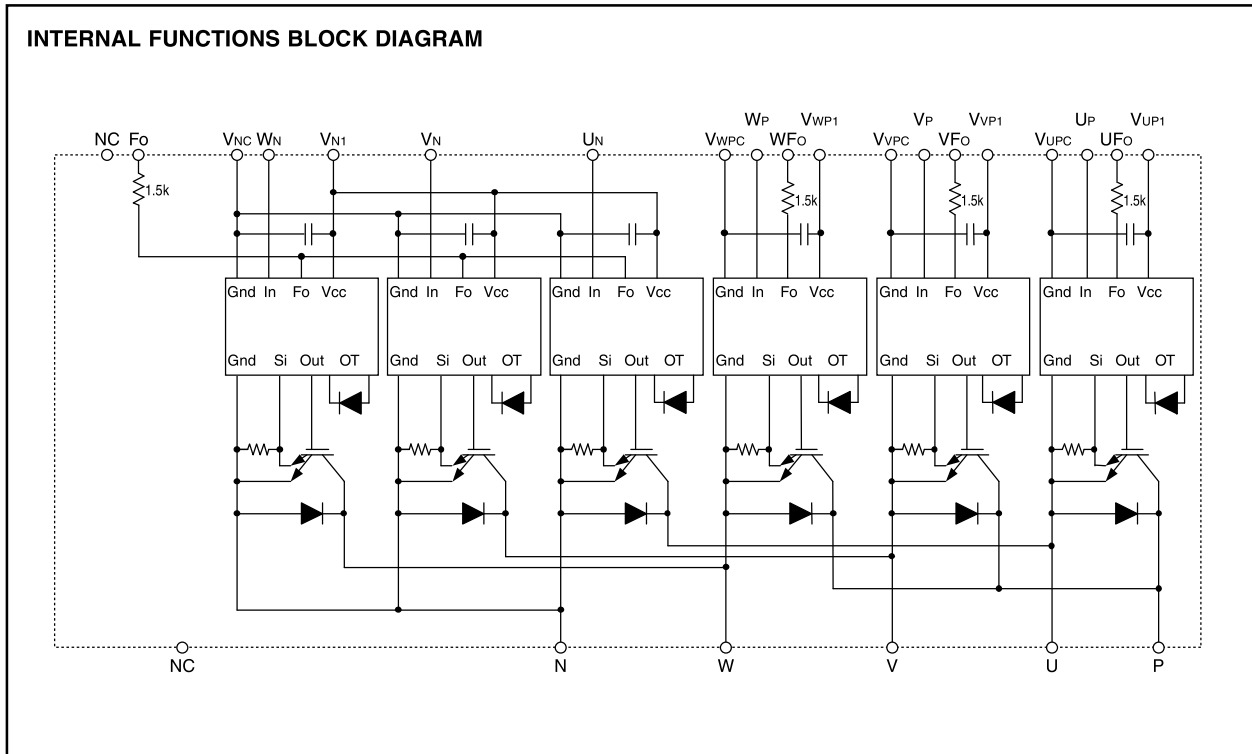 INTERNAL FUNCTIONS BLOCK DIAGRAM
WP VWP1 VP VVP1 UP VUP1
NC FO VNC WN VN1 VN UN VWPC WFO VVPC VFO VUPC UFO
1.5k 1.5k 1.5k 1.5k
Gnd In Fo Vcc Gnd In Fo Vcc Gnd In Fo Vcc Gnd In Fo Vcc Gnd In Fo Vcc Gnd In Fo Vcc
Gnd Si Out OT Gnd Si Out OT Gnd Si Out OT Gnd Si Out OT Gnd Si Out OT Gnd Si Out OT
NC N W V U P